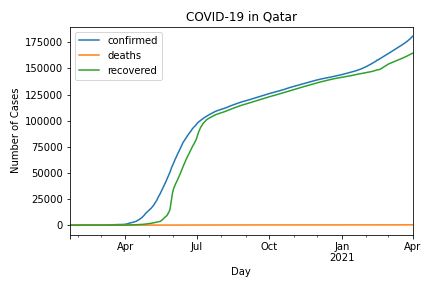 COVID-19 in Qatar
confirmed
deaths
recovered
Number of Cases
175000
150000
125000
100000
75000
50000
25000
0
Apr Jul Oct Jan Apr
2021
Day